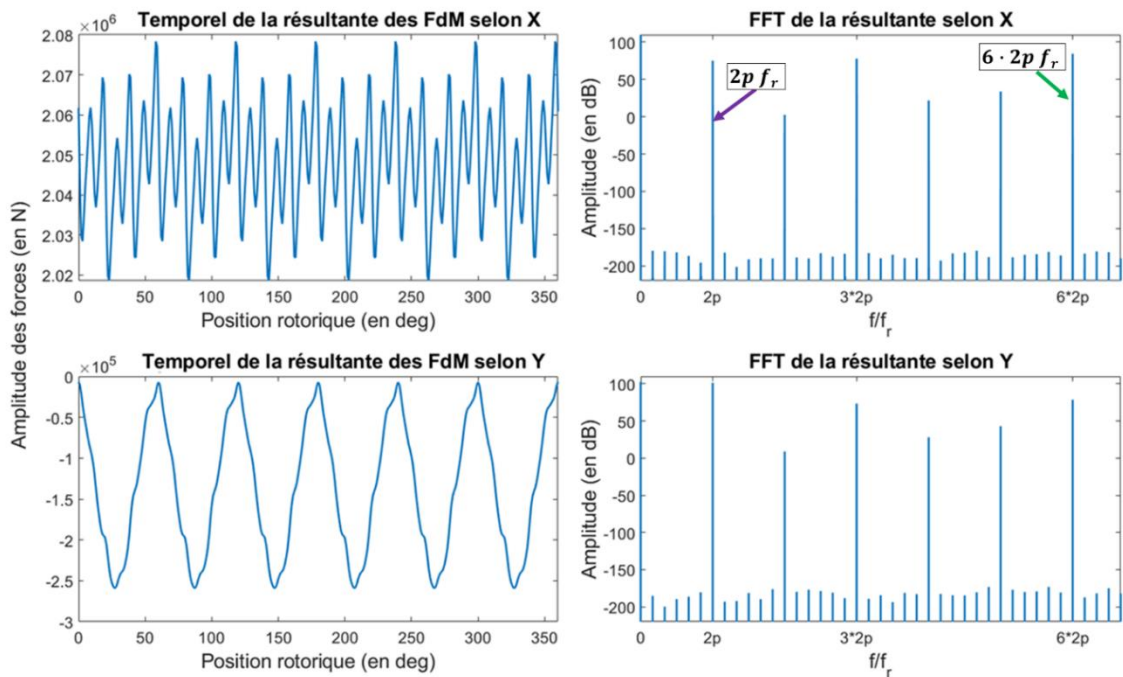 Temporel de la résultante des FdM selon X
×10⁶
2.08
2.07
2.06
2.05
2.04
2.03
2.02
0 50 100 150 200 250 300 350
Position rotorique (en deg)
FFT de la résultante selon X
100
50
0
-50
-100
-150
-200
Amplitude (en dB)
2p f_r
6 · 2p f_r
0 2p 3*2p 6*2p
f/f_r
Amplitude des forces (en N)
Temporel de la résultante des FdM selon Y
×10⁵
0
-0.5
-1
-1.5
-2
-2.5
-3
0 50 100 150 200 250 300 350
Position rotorique (en deg)
FFT de la résultante selon Y
100
50
0
-50
-100
-150
-200
Amplitude (en dB)
0 2p 3*2p 6*2p
f/f_r